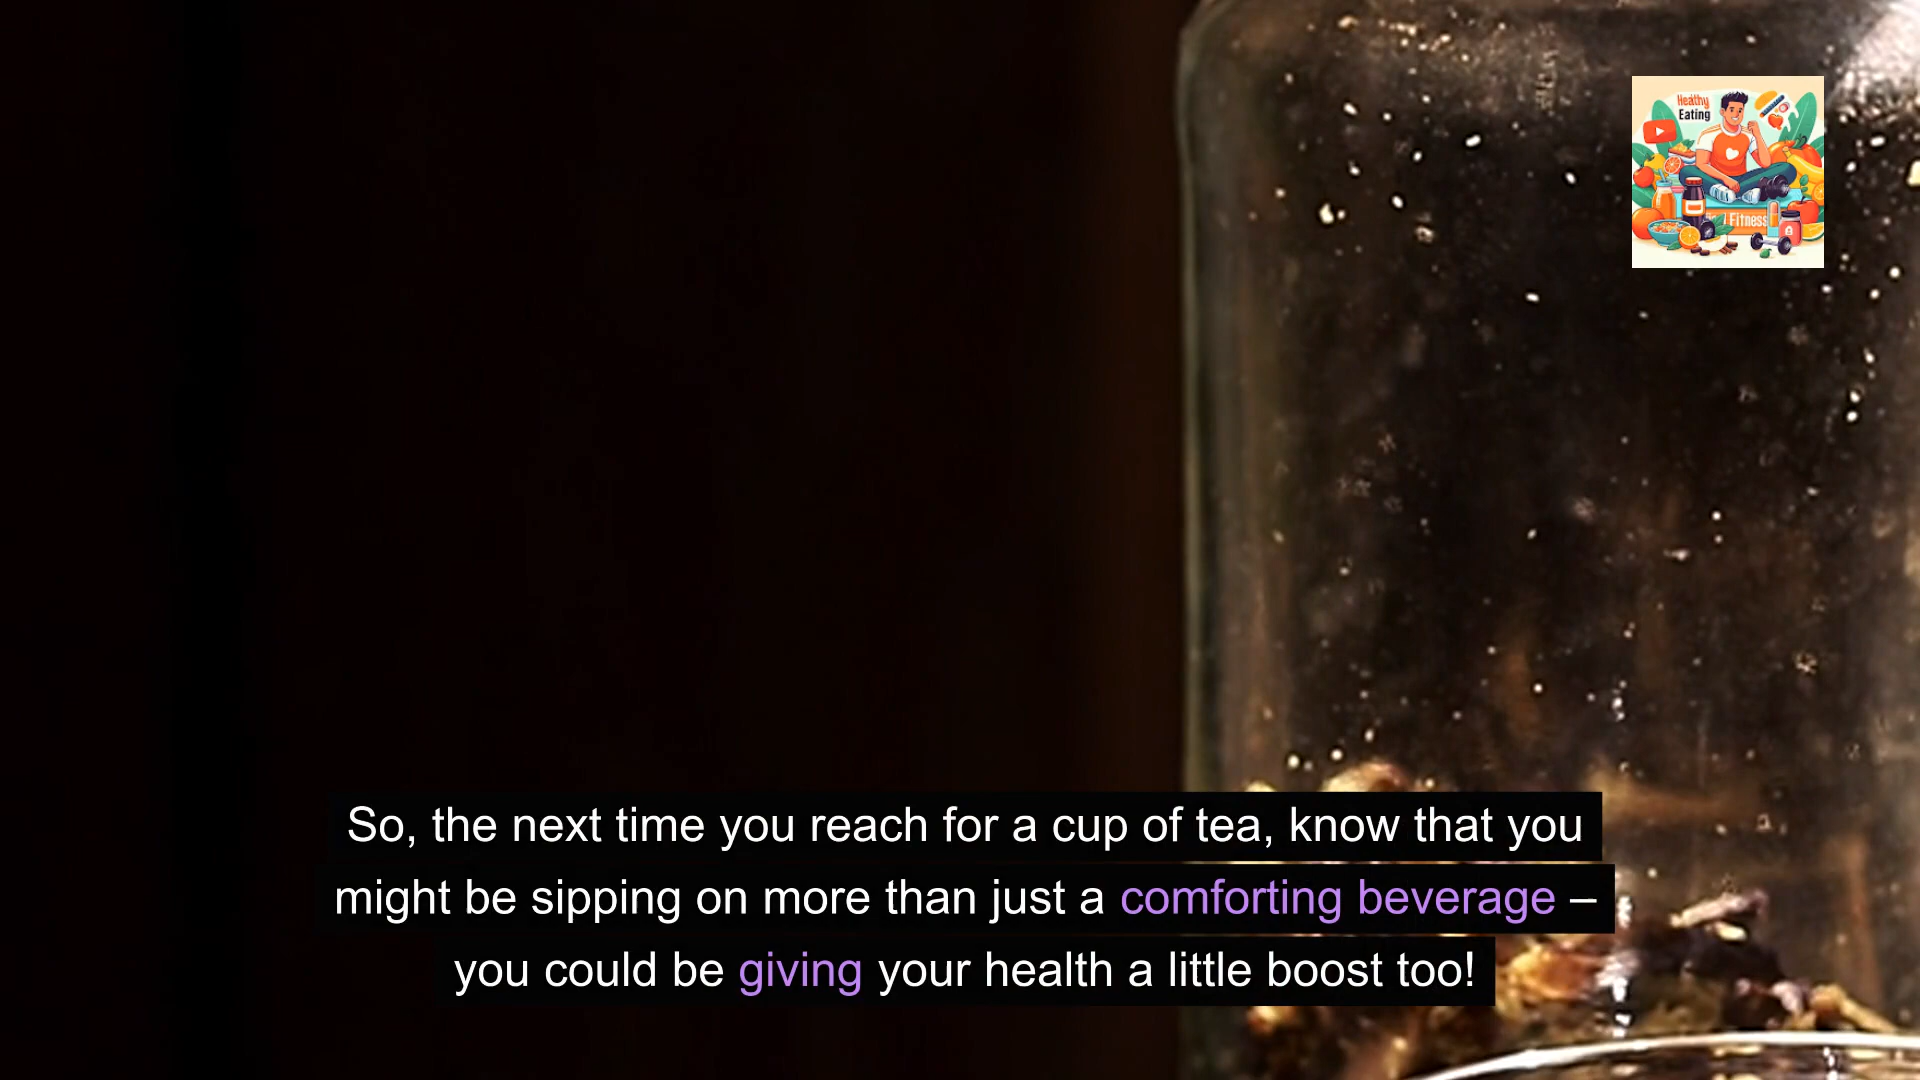 Healthy
Eating
Fitness
So, the next time you reach for a cup of tea, know that you
might be sipping on more than just a comforting beverage –
you could be giving your health a little boost too!